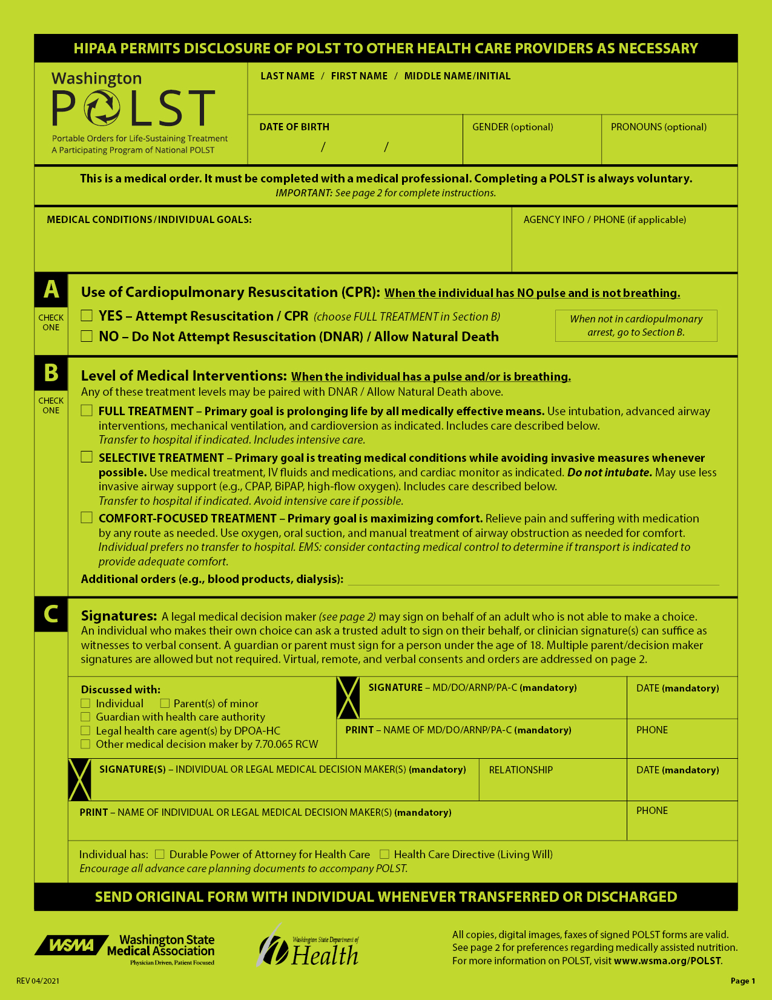 HIPAA PERMITS DISCLOSURE OF POLST TO OTHER HEALTH CARE PROVIDERS AS NECESSARY
Washington
POLST
Portable Orders for Life-Sustaining Treatment
A Participating Program of National POLST
LAST NAME / FIRST NAME / MIDDLE NAME/INITIAL
DATE OF BIRTH
/ /
GENDER (optional)
PRONOUNS (optional)
This is a medical order. It must be completed with a medical professional. Completing a POLST is always voluntary.
IMPORTANT: See page 2 for complete instructions.
MEDICAL CONDITIONS/INDIVIDUAL GOALS:
AGENCY INFO / PHONE (if applicable)
A
CHECK
ONE
Use of Cardiopulmonary Resuscitation (CPR): When the individual has NO pulse and is not breathing.
YES – Attempt Resuscitation / CPR (choose FULL TREATMENT in Section B)
NO – Do Not Attempt Resuscitation (DNAR) / Allow Natural Death
When not in cardiopulmonary
arrest, go to Section B.
B
CHECK
ONE
Level of Medical Interventions: When the individual has a pulse and/or is breathing.
Any of these treatment levels may be paired with DNAR / Allow Natural Death above.
FULL TREATMENT – Primary goal is prolonging life by all medically effective means. Use intubation, advanced airway
interventions, mechanical ventilation, and cardioversion as indicated. Includes care described below.
Transfer to hospital if indicated. Includes intensive care.
SELECTIVE TREATMENT – Primary goal is treating medical conditions while avoiding invasive measures whenever
possible. Use medical treatment, IV fluids and medications, and cardiac monitor as indicated. Do not intubate. May use less
invasive airway support (e.g., CPAP, BiPAP, high-flow oxygen). Includes care described below.
Transfer to hospital if indicated. Avoid intensive care if possible.
COMFORT-FOCUSED TREATMENT – Primary goal is maximizing comfort. Relieve pain and suffering with medication
by any route as needed. Use oxygen, oral suction, and manual treatment of airway obstruction as needed for comfort.
Individual prefers no transfer to hospital. EMS: consider contacting medical control to determine if transport is indicated to
provide adequate comfort.
Additional orders (e.g., blood products, dialysis):
C
Signatures: A legal medical decision maker (see page 2) may sign on behalf of an adult who is not able to make a choice.
An individual who makes their own choice can ask a trusted adult to sign on their behalf, or clinician signature(s) can suffice as
witnesses to verbal consent. A guardian or parent must sign for a person under the age of 18. Multiple parent/decision maker
signatures are allowed but not required. Virtual, remote, and verbal consents and orders are addressed on page 2.
Discussed with:
Individual Parent(s) of minor
Guardian with health care authority
Legal health care agent(s) by DPOA-HC
Other medical decision maker by 7.70.065 RCW
SIGNATURE – MD/DO/ARNP/PA-C (mandatory)
DATE (mandatory)
PRINT – NAME OF MD/DO/ARNP/PA-C (mandatory)
PHONE
SIGNATURE(S) – INDIVIDUAL OR LEGAL MEDICAL DECISION MAKER(S) (mandatory)
RELATIONSHIP
DATE (mandatory)
PRINT – NAME OF INDIVIDUAL OR LEGAL MEDICAL DECISION MAKER(S) (mandatory)
PHONE
Individual has: Durable Power of Attorney for Health Care Health Care Directive (Living Will)
Encourage all advance care planning documents to accompany POLST.
SEND ORIGINAL FORM WITH INDIVIDUAL WHENEVER TRANSFERRED OR DISCHARGED
WSMA
Washington State
Medical Association
Physician Driven, Patient Focused
Washington State Department of
Health
All copies, digital images, faxes of signed POLST forms are valid.
See page 2 for preferences regarding medically assisted nutrition.
For more information on POLST, visit www.wsma.org/POLST.
REV 04/2021
Page 1